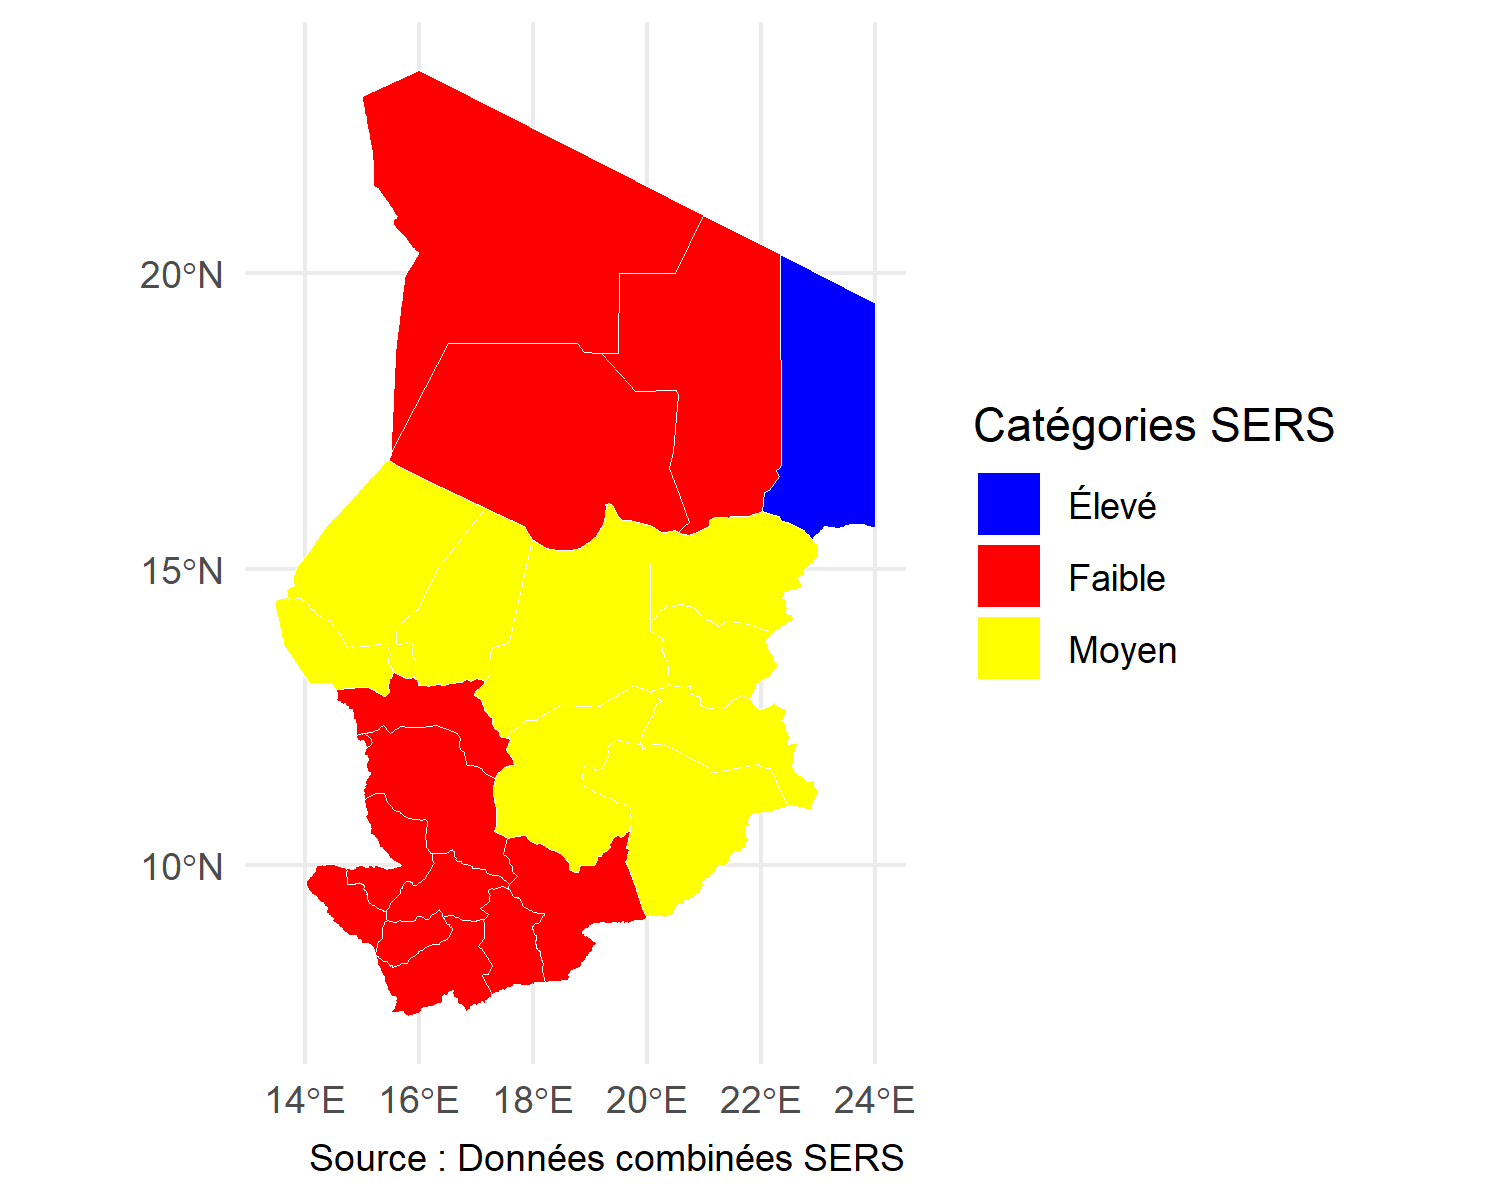 20°N
15°N
10°N
14°E 16°E 18°E 20°E 22°E 24°E
Source : Données combinées SERS
Catégories SERS
Élevé
Faible
Moyen